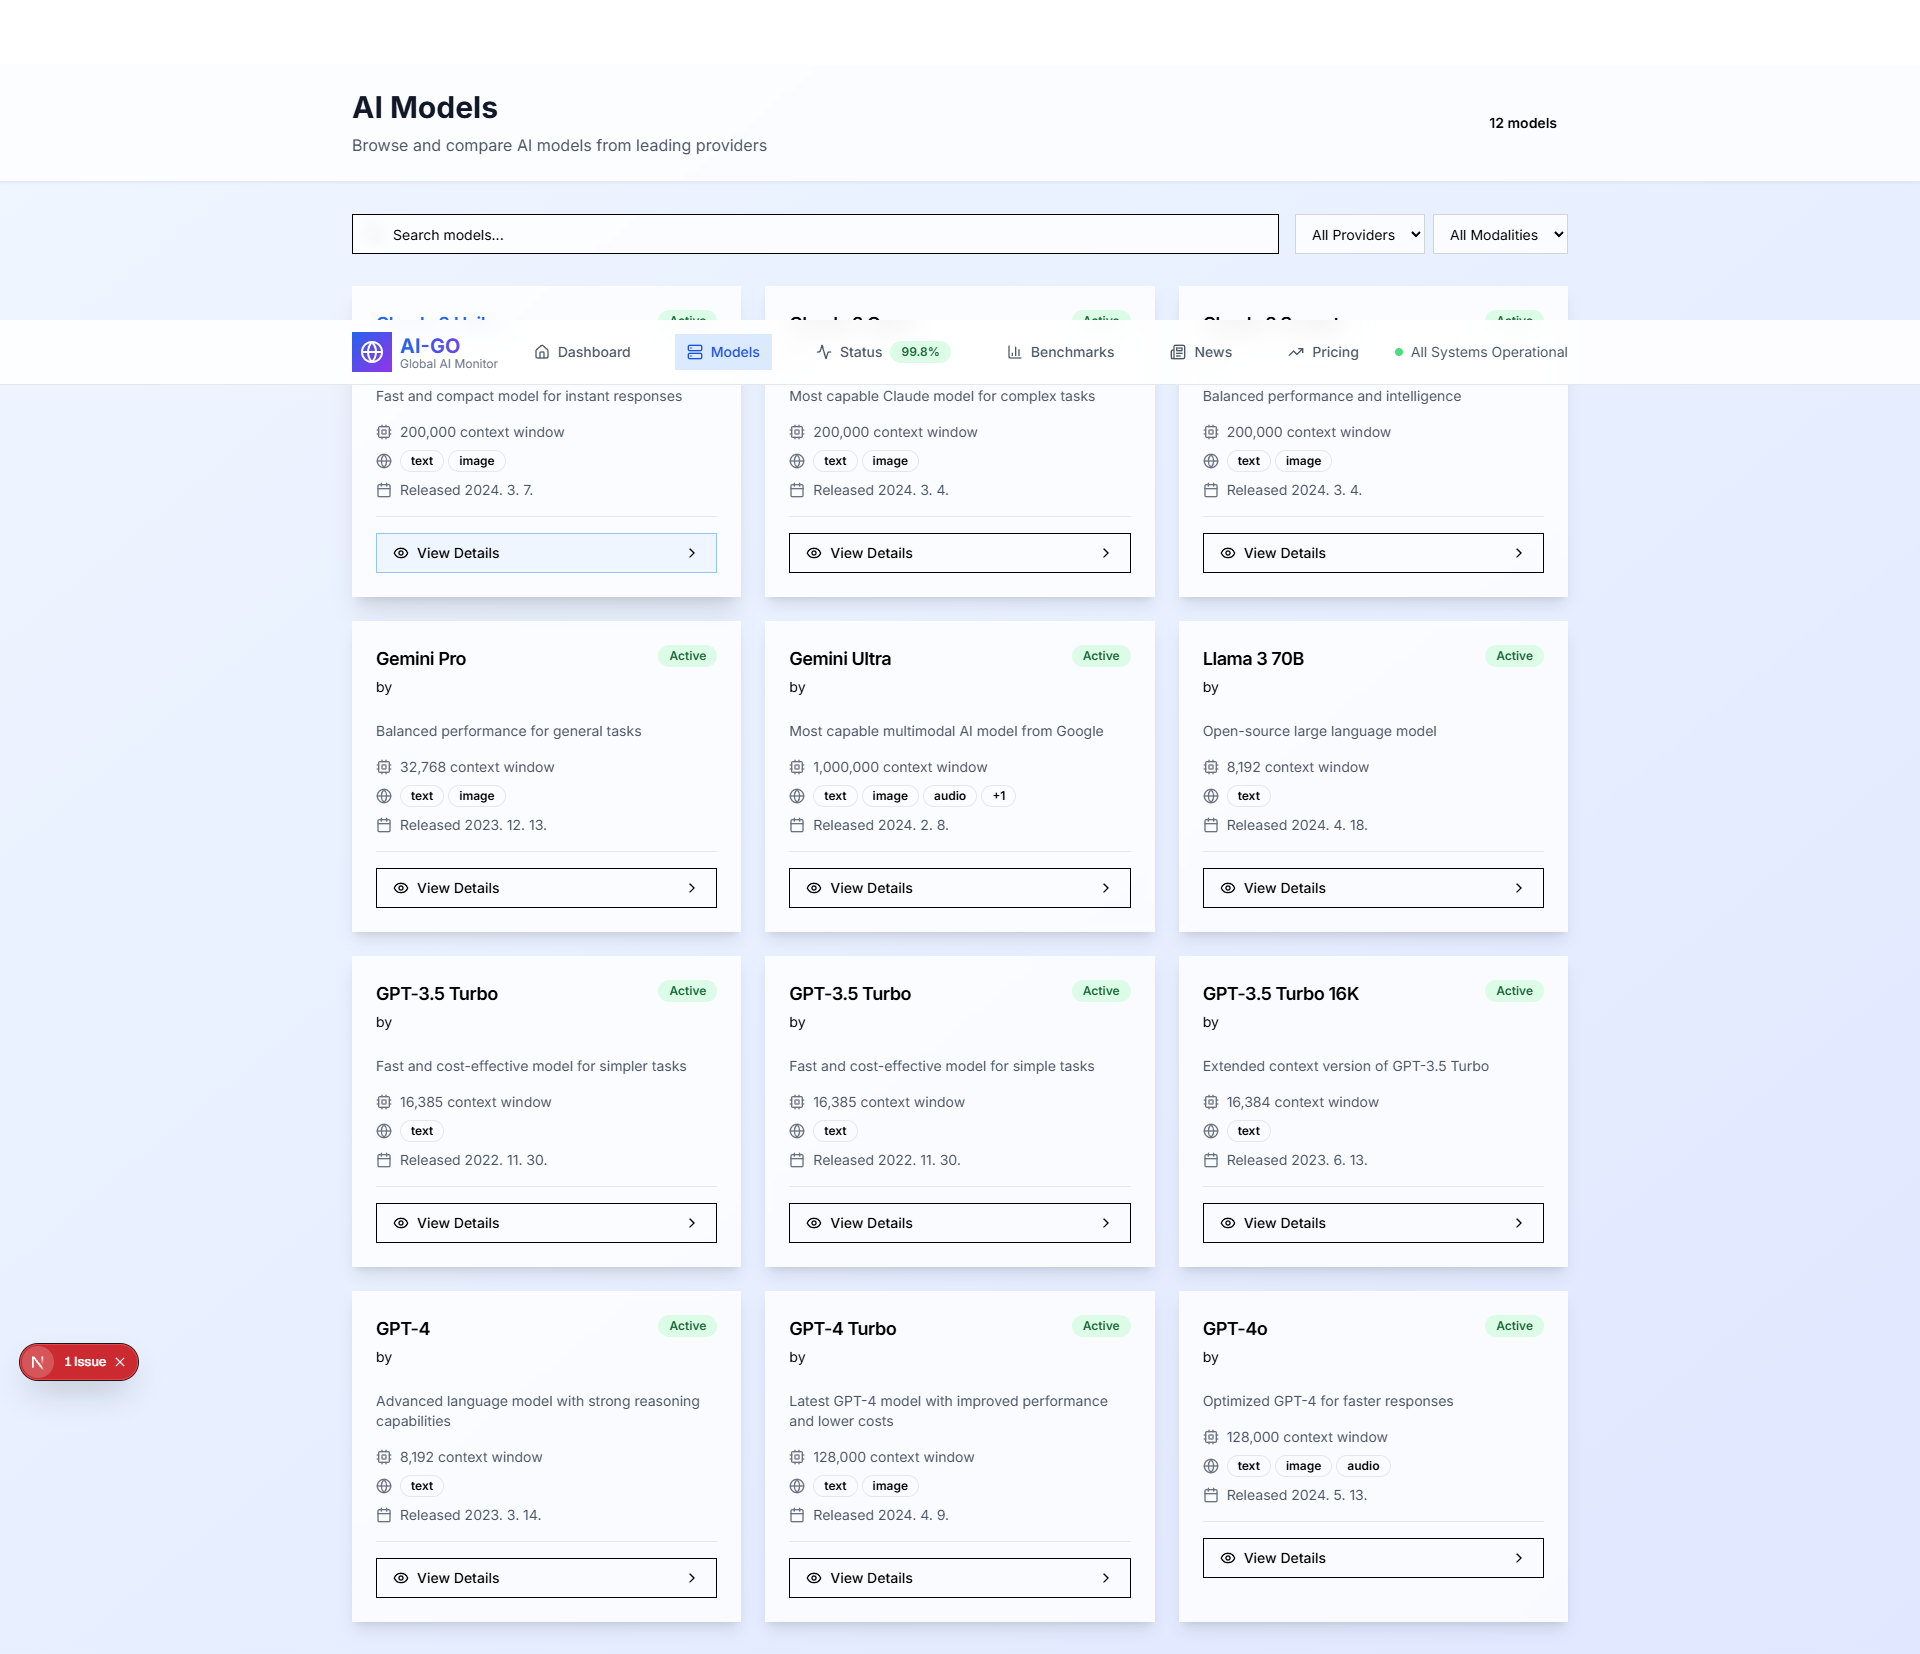 AI Models
Browse and compare AI models from leading providers
12 models
Search models...
All Providers
All Modalities
Active
Active
Active
AI-GO
Global AI Monitor
Dashboard
Models
Status 99.8%
Benchmarks
News
Pricing
All Systems Operational
Fast and compact model for instant responses
200,000 context window
text image
Released 2024. 3. 7.
View Details
Most capable Claude model for complex tasks
200,000 context window
text image
Released 2024. 3. 4.
View Details
Balanced performance and intelligence
200,000 context window
text image
Released 2024. 3. 4.
View Details
Gemini Pro
Active
by
Balanced performance for general tasks
32,768 context window
text image
Released 2023. 12. 13.
View Details
Gemini Ultra
Active
by
Most capable multimodal AI model from Google
1,000,000 context window
text image audio +1
Released 2024. 2. 8.
View Details
Llama 3 70B
Active
by
Open-source large language model
8,192 context window
text
Released 2024. 4. 18.
View Details
GPT-3.5 Turbo
Active
by
Fast and cost-effective model for simpler tasks
16,385 context window
text
Released 2022. 11. 30.
View Details
GPT-3.5 Turbo
Active
by
Fast and cost-effective model for simple tasks
16,385 context window
text
Released 2022. 11. 30.
View Details
GPT-3.5 Turbo 16K
Active
by
Extended context version of GPT-3.5 Turbo
16,384 context window
text
Released 2023. 6. 13.
View Details
GPT-4
Active
by
Advanced language model with strong reasoning
capabilities
8,192 context window
text
Released 2023. 3. 14.
View Details
GPT-4 Turbo
Active
by
Latest GPT-4 model with improved performance
and lower costs
128,000 context window
text image
Released 2024. 4. 9.
View Details
GPT-4o
Active
by
Optimized GPT-4 for faster responses
128,000 context window
text image audio
Released 2024. 5. 13.
View Details
N 1 Issue